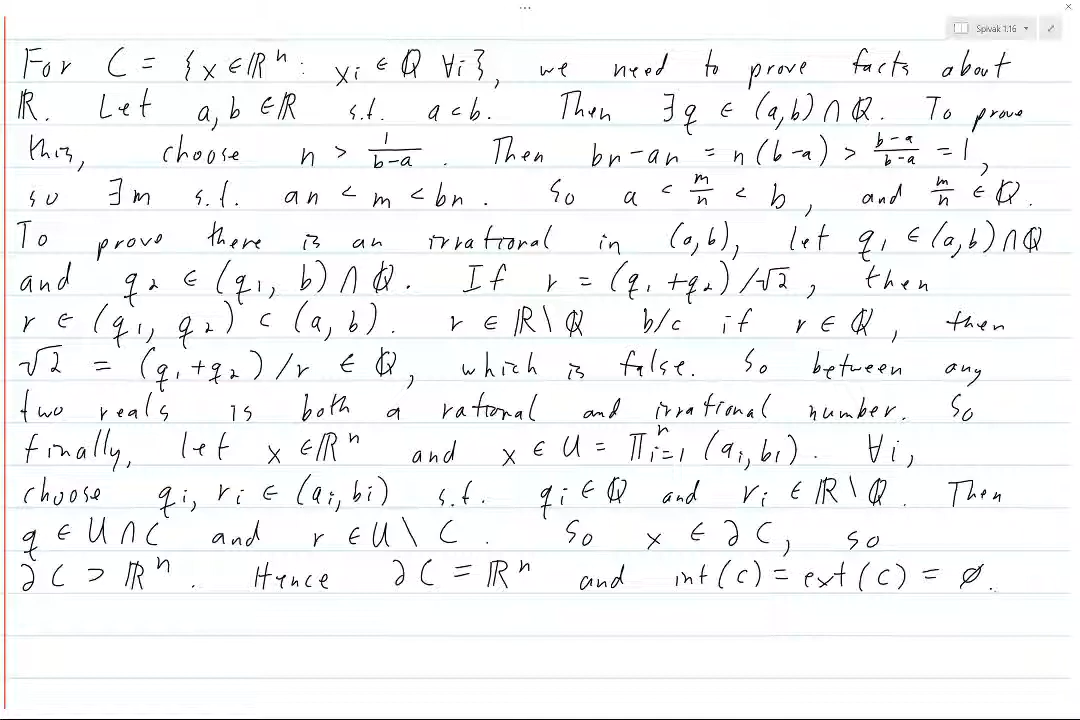 Spivak 1:16
For C = {x ∈ ℝⁿ : xᵢ ∈ ℚ ∀i}, we need to prove facts about
ℝ. Let a, b ∈ ℝ s.t. a < b. Then ∃q ∈ (a, b) ∩ ℚ. To prove
this, choose n > 1/(b-a). Then bn - an = n(b-a) > (b-a)/(b-a) = 1,
so ∃m s.t. an < m < bn. So a < m/n < b, and m/n ∈ ℚ.
To prove there is an irrational in (a, b), let q₁ ∈ (a, b) ∩ ℚ
and q₂ ∈ (q₁, b) ∩ ℚ. If r = (q₁ + q₂)/√2, then
r ∈ (q₁, q₂) ⊂ (a, b). r ∈ ℝ \ ℚ b/c if r ∈ ℚ, then
√2 = (q₁ + q₂)/r ∈ ℚ, which is false. So between any
two reals is both a rational and irrational number. So
finally, let x ∈ ℝⁿ and x ∈ U = ∏ᵢ₌₁ⁿ (aᵢ, bᵢ). ∀i,
choose qᵢ, rᵢ ∈ (aᵢ, bᵢ) s.t. qᵢ ∈ ℚ and rᵢ ∈ ℝ \ ℚ. Then
q ∈ U ∩ C and r ∈ U \ C. So x ∈ ∂C, so
∂C ⊃ ℝⁿ. Hence ∂C = ℝⁿ and int(C) = ext(C) = ∅.